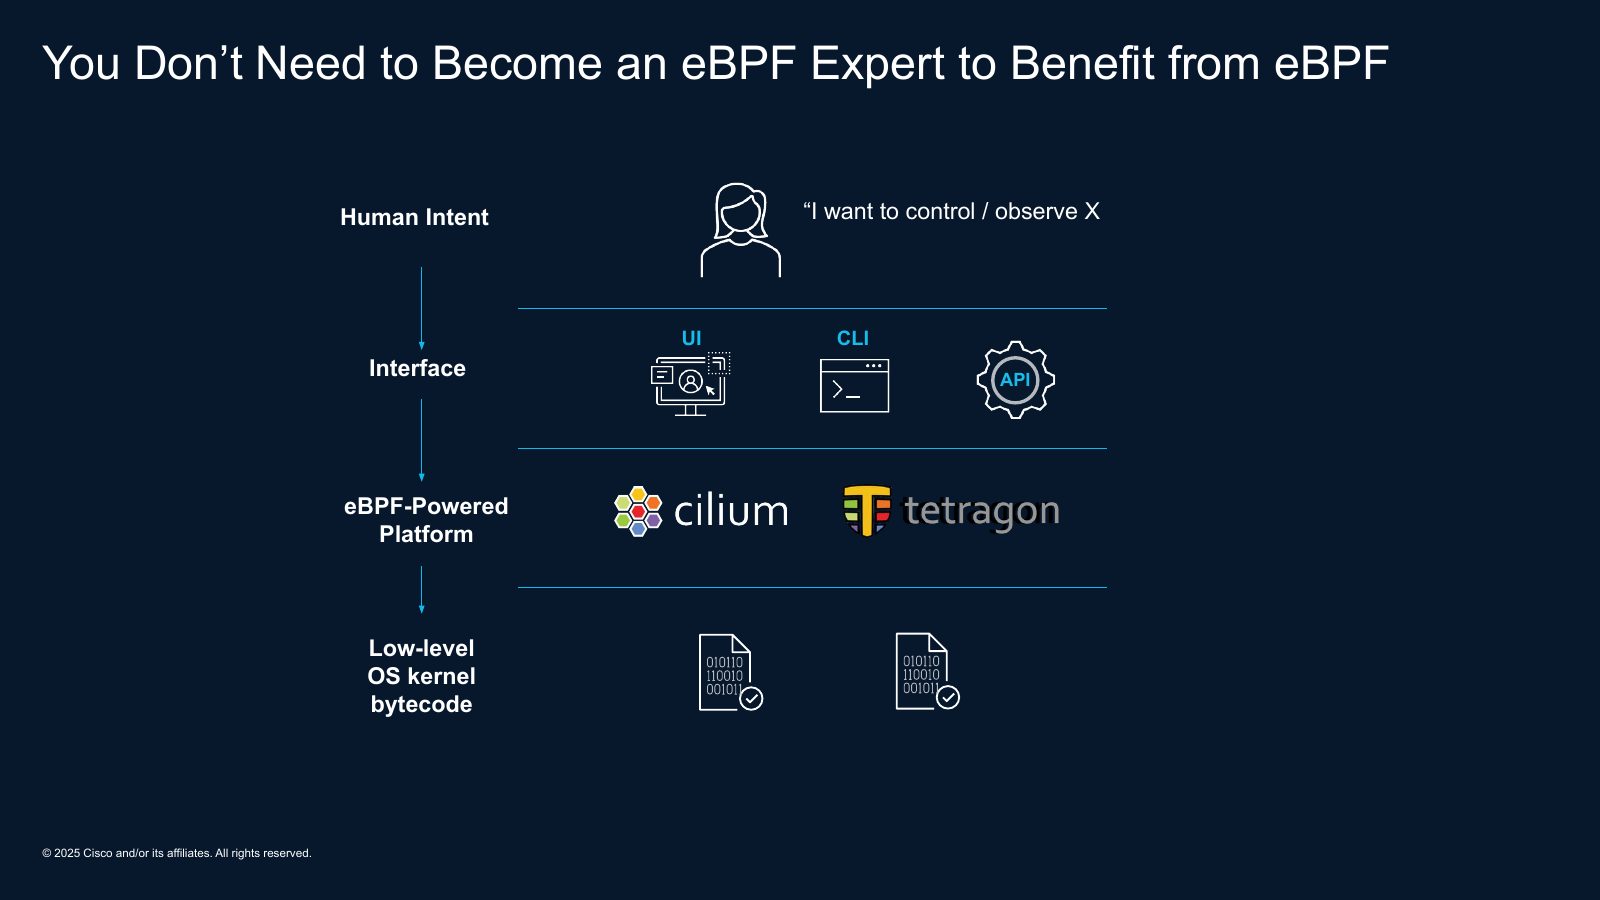 You Don’t Need to Become an eBPF Expert to Benefit from eBPF
Human Intent
“I want to control / observe X
Interface
UI
CLI
API
eBPF-Powered
Platform
cilium
tetragon
Low-level
OS kernel
bytecode
010110
110010
001011
010110
110010
001011
© 2025 Cisco and/or its affiliates. All rights reserved.